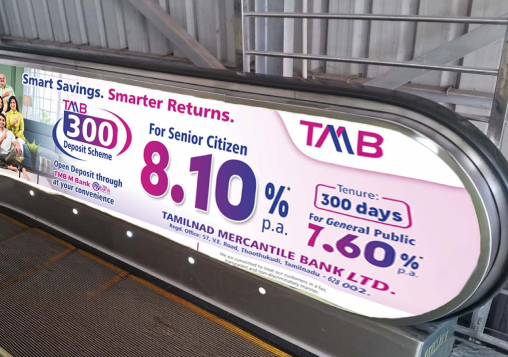 Smart Savings. Smarter Returns.
TMB
300
Deposit Scheme
Open Deposit through
TMB M Bank
at your convenience
For Senior Citizen
8.10%*
p.a.
TMB
Tenure:
300 days
for General Public
7.60%*
p.a.
TAMILNAD MERCANTILE BANK LTD.
Regd. Office: 57, V.E. Road, Thoothukudi, Tamilnadu - 628 002.
We are committed to treat our customers in a fair,
transparent and non-discriminatory manner.